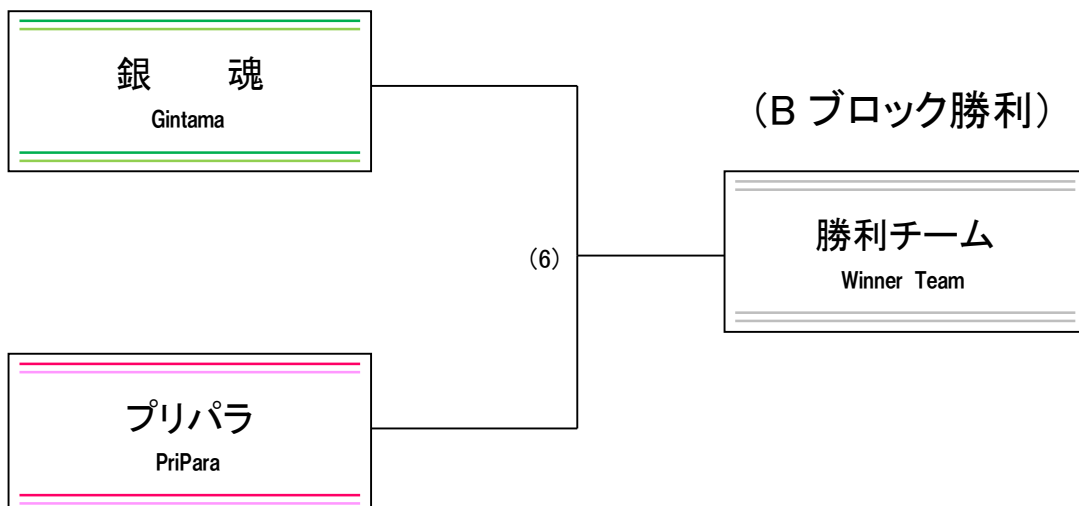 銀　魂
Gintama
(B ブロック勝利)
(6)
勝利チーム
Winner Team
プリパラ
PriPara